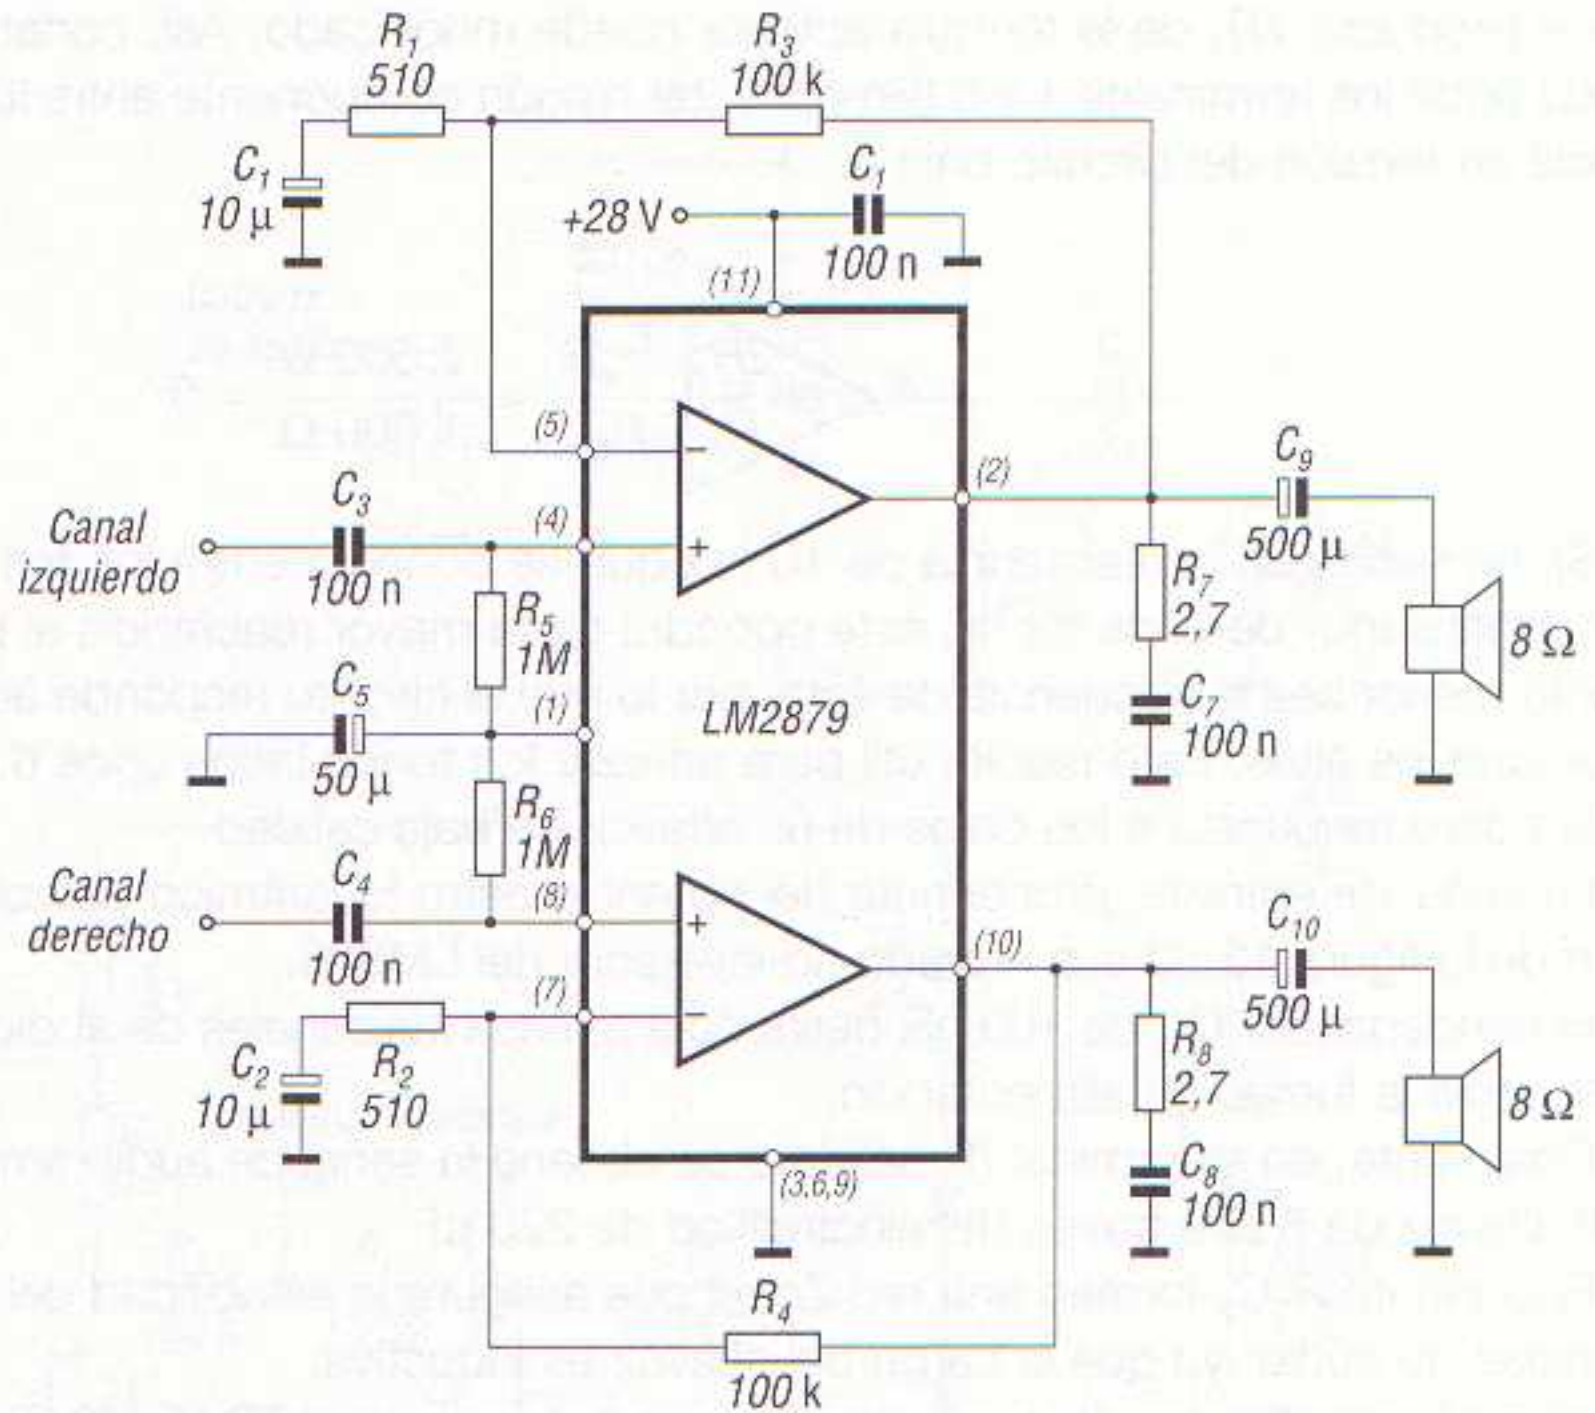 R1
510
R3
100 k
C1
10 µ
+28 V
C1
100 n
(11)
(5)
(2)
C9
500 µ
Canal
izquierdo
C3
100 n
(4)
R5
1M
C5
50 µ
(1)
LM2879
R7
2,7
C7
100 n
8 Ω
R6
1M
Canal
derecho
C4
100 n
(8)
(10)
C10
500 µ
(7)
C2
10 µ
R2
510
R8
2,7
C8
100 n
8 Ω
(3,6,9)
R4
100 k
-
+
+
-